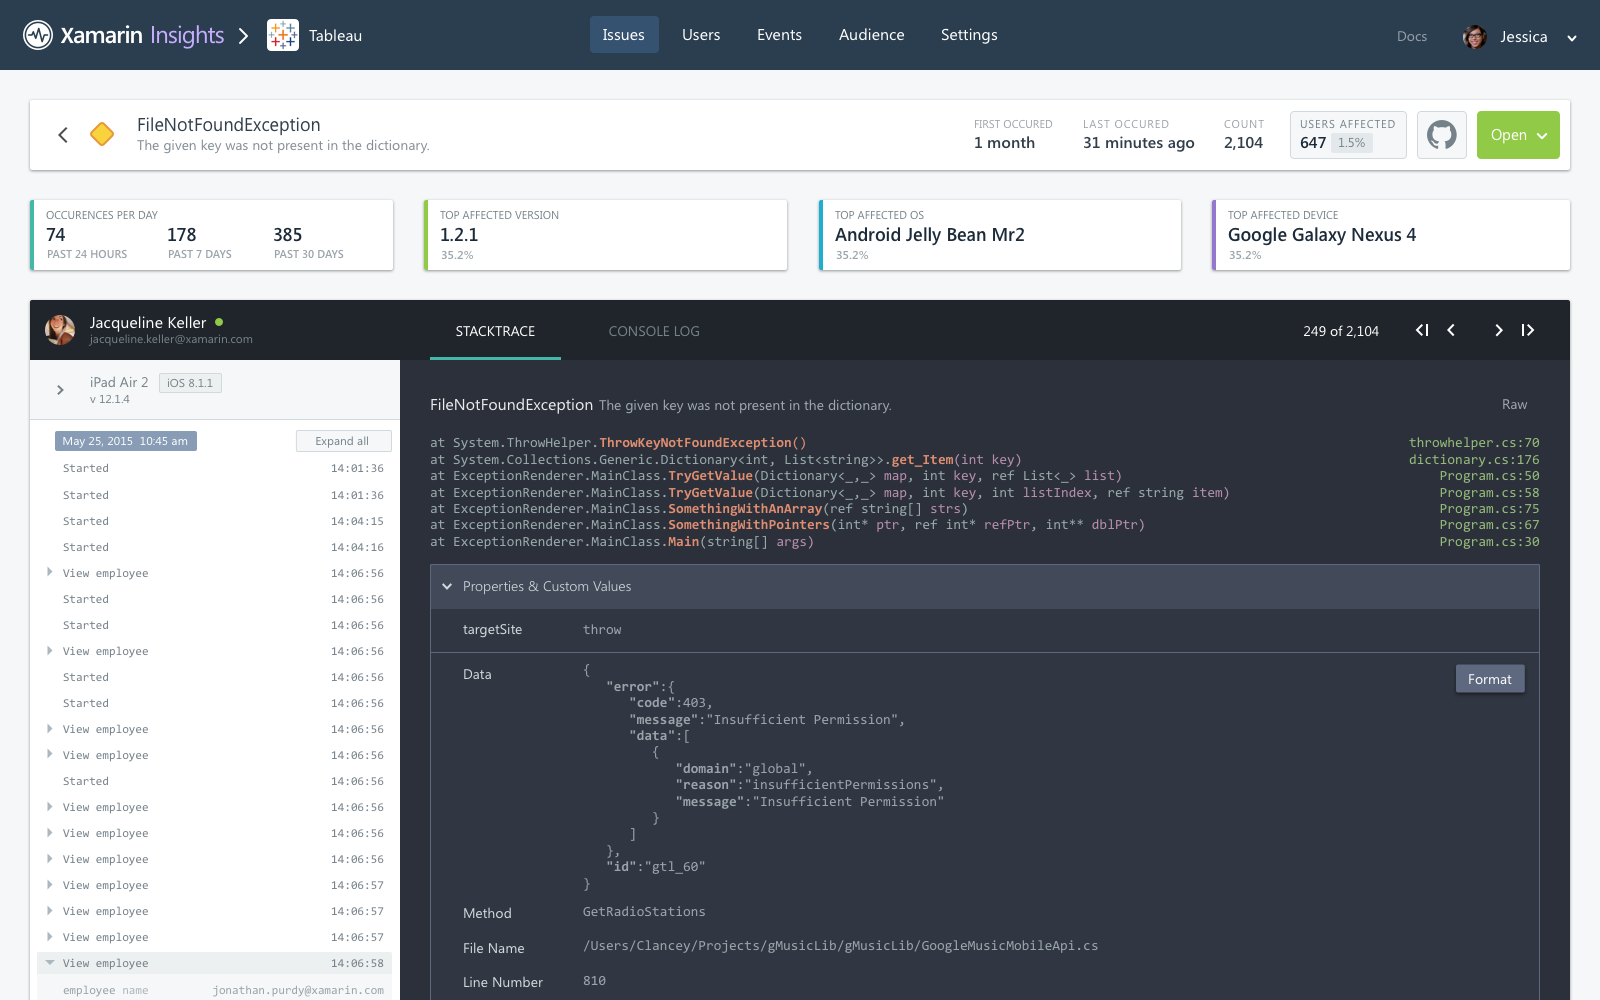 Xamarin Insights Tableau Issues Users Events Audience Settings Docs Jessica
FileNotFoundException
The given key was not present in the dictionary.
FIRST OCCURED
1 month
LAST OCCURED
31 minutes ago
COUNT
2,104
USERS AFFECTED
647 1.5%
Open
OCCURENCES PER DAY
74 178 385
PAST 24 HOURS PAST 7 DAYS PAST 30 DAYS
TOP AFFECTED VERSION
1.2.1
35.2%
TOP AFFECTED OS
Android Jelly Bean Mr2
35.2%
TOP AFFECTED DEVICE
Google Galaxy Nexus 4
35.2%
Jacqueline Keller
jacqueline.keller@xamarin.com
STACKTRACE CONSOLE LOG 249 of 2,104
iPad Air 2 iOS 8.1.1
v 12.1.4
May 25, 2015 10:45 am Expand all
Started 14:01:36
Started 14:01:36
Started 14:04:15
Started 14:04:16
View employee 14:06:56
Started 14:06:56
Started 14:06:56
View employee 14:06:56
Started 14:06:56
Started 14:06:56
View employee 14:06:56
View employee 14:06:56
Started 14:06:56
View employee 14:06:56
View employee 14:06:56
View employee 14:06:56
View employee 14:06:57
View employee 14:06:57
View employee 14:06:57
View employee 14:06:58
employee name jonathan.purdy@xamarin.com
FileNotFoundException The given key was not present in the dictionary. Raw
at System.ThrowHelper.ThrowKeyNotFoundException() throwhelper.cs:70
at System.Collections.Generic.Dictionary<int, List<string>>.get_Item(int key) dictionary.cs:176
at ExceptionRenderer.MainClass.TryGetValue(Dictionary<_,_> map, int key, ref List<_> list) Program.cs:50
at ExceptionRenderer.MainClass.TryGetValue(Dictionary<_,_> map, int key, int listIndex, ref string item) Program.cs:58
at ExceptionRenderer.MainClass.SomethingWithAnArray(ref string[] strs) Program.cs:75
at ExceptionRenderer.MainClass.SomethingWithPointers(int* ptr, ref int* refPtr, int** dblPtr) Program.cs:67
at ExceptionRenderer.MainClass.Main(string[] args) Program.cs:30
Properties & Custom Values
targetSite throw
Data Format
{
"error":{
"code":403,
"message":"Insufficient Permission",
"data":[
{
"domain":"global",
"reason":"insufficientPermissions",
"message":"Insufficient Permission"
}
]
},
"id":"gtl_60"
}
Method GetRadioStations
File Name /Users/Clancey/Projects/gMusicLib/gMusicLib/GoogleMusicMobileApi.cs
Line Number 810